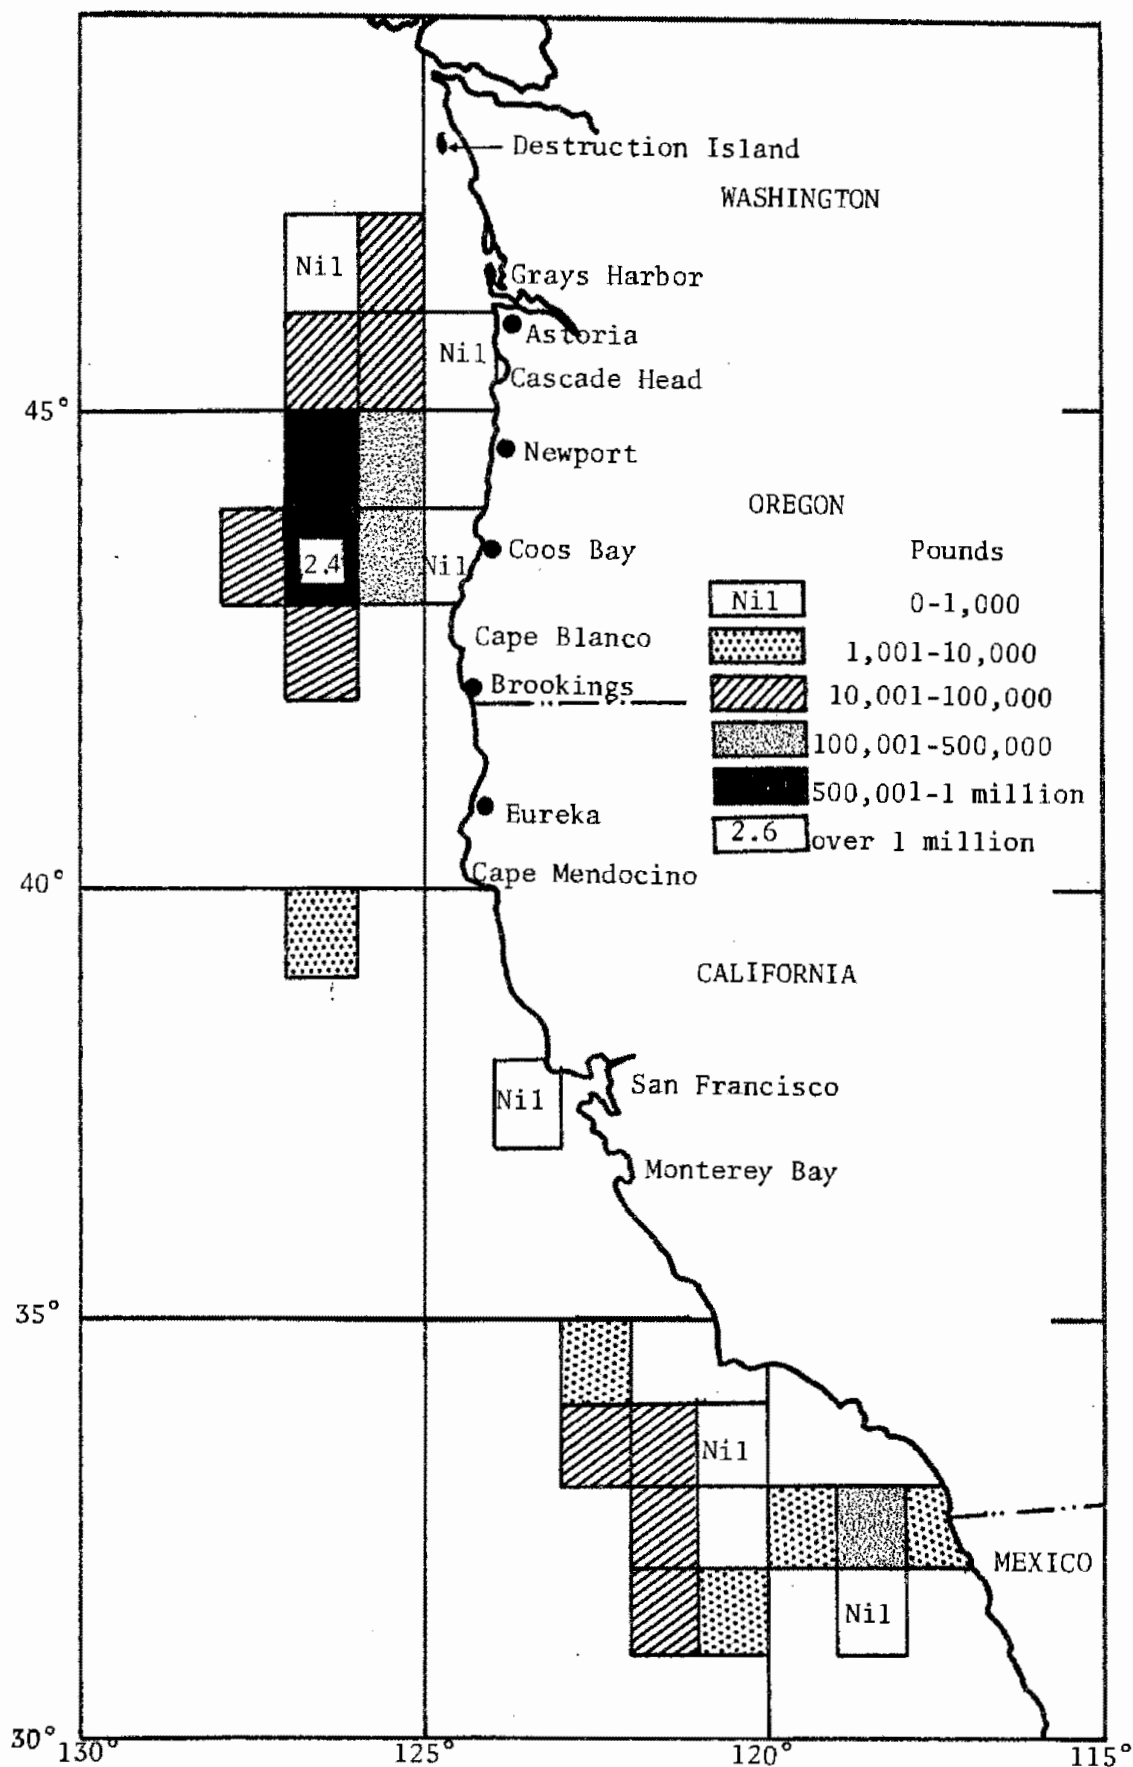 Destruction Island
WASHINGTON
Nil
Grays Harbor
Astoria
Nil
Cascade Head
45°
Newport
OREGON
Coos Bay
2.4
Nil
Pounds
Nil 0-1,000
Cape Blanco
1,001-10,000
Brookings
10,001-100,000
100,001-500,000
500,001-1 million
Eureka
2.6 over 1 million
40°
Cape Mendocino
CALIFORNIA
San Francisco
Nil
Monterey Bay
35°
Nil
MEXICO
Nil
30°
130°
125°
120°
115°